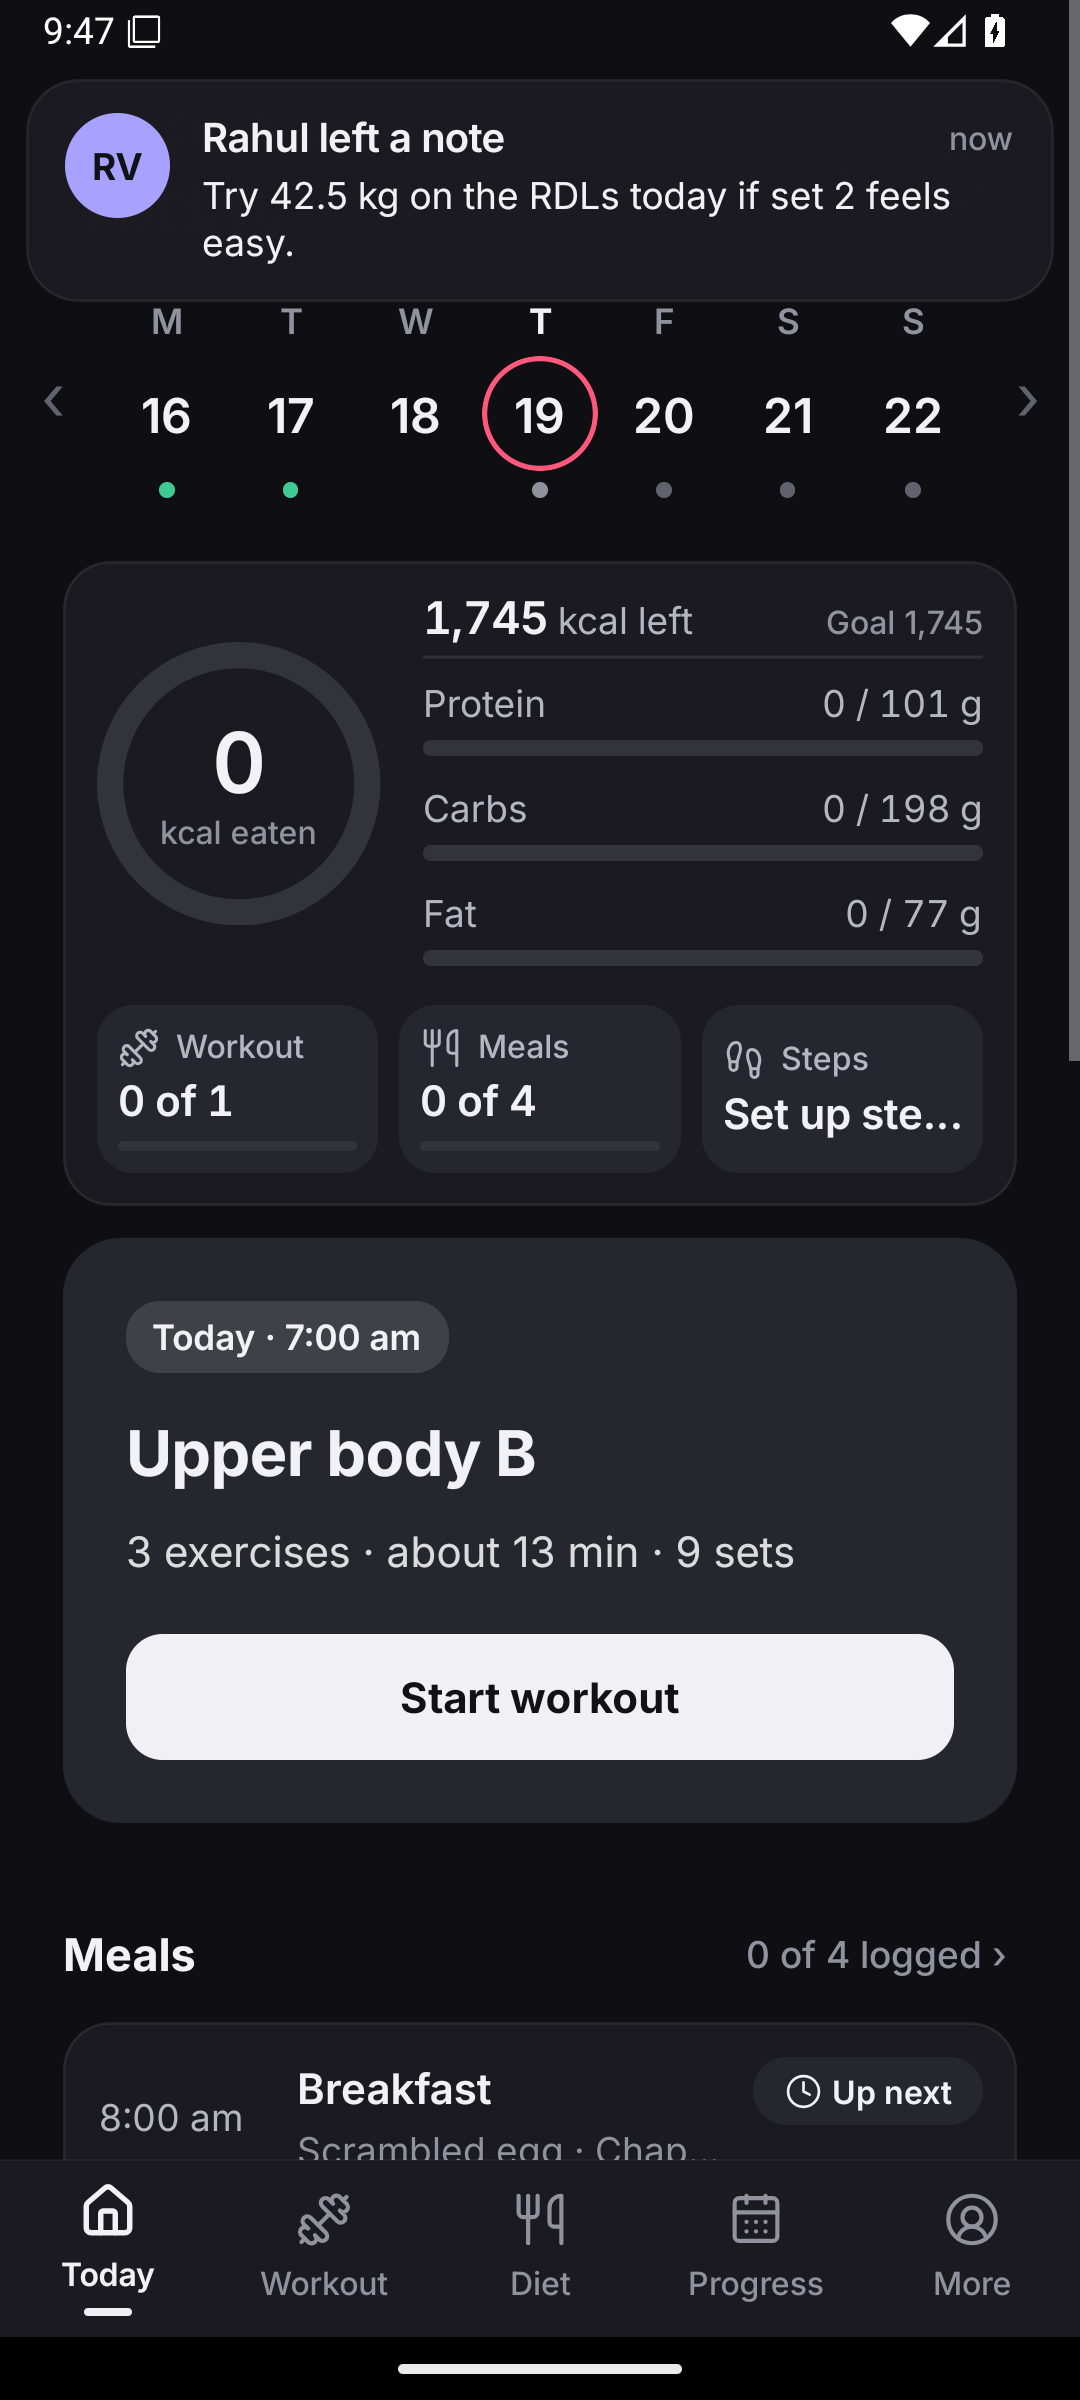 9:47
RV
Rahul left a note
now
Try 42.5 kg on the RDLs today if set 2 feels
easy.
M T W T F S S
‹ 16 17 18 19 20 21 22 ›
1,745 kcal left
Goal 1,745
0
kcal eaten
Protein 0 / 101 g
Carbs 0 / 198 g
Fat 0 / 77 g
Workout
0 of 1
Meals
0 of 4
Steps
Set up ste...
Today · 7:00 am
Upper body B
3 exercises · about 13 min · 9 sets
Start workout
Meals
0 of 4 logged ›
8:00 am
Breakfast
Up next
Scrambled egg · Chap...
Today
Workout
Diet
Progress
More